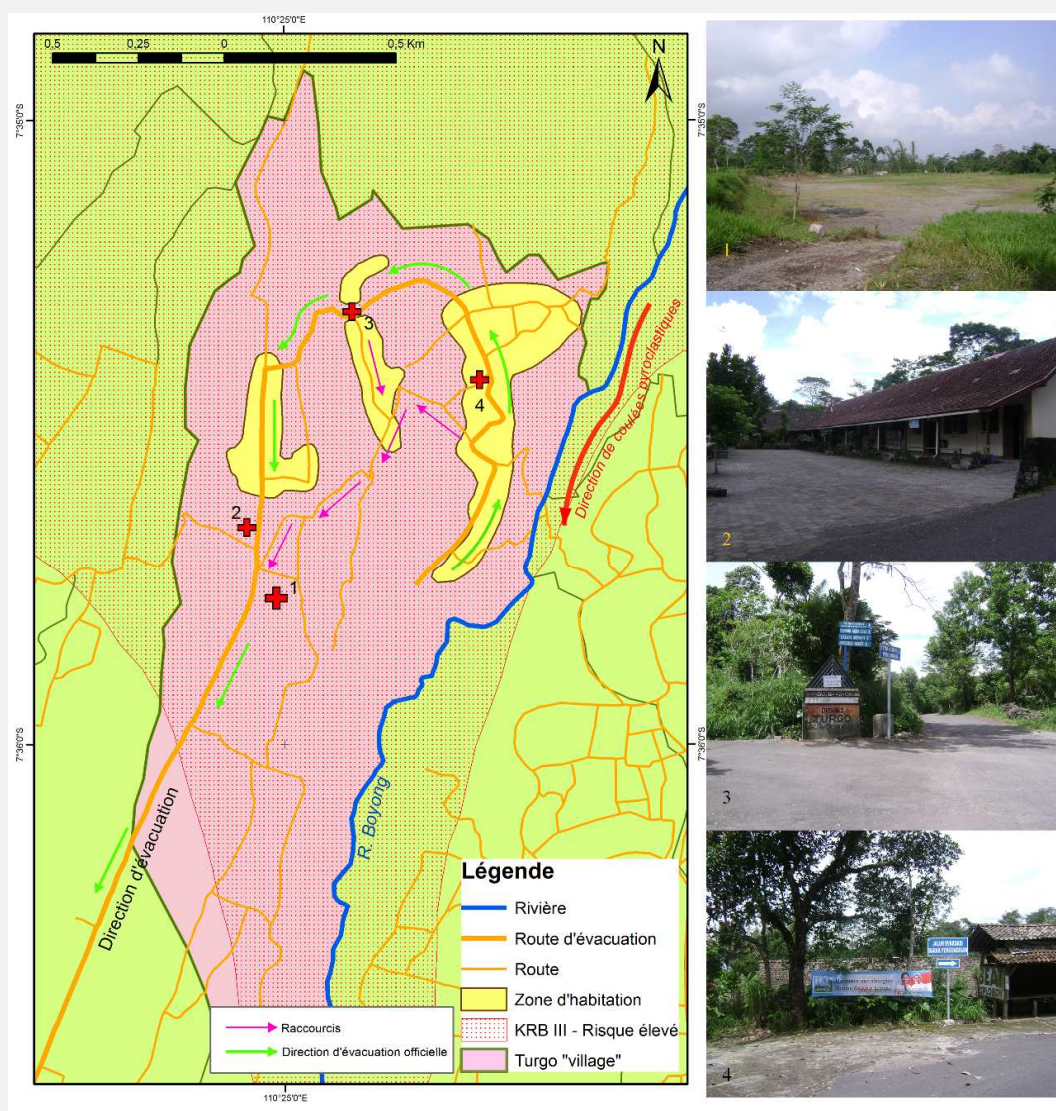 110°25'0"E
0,5 0,25 0 0,5 Km
N
7°35'0"S
7°35'0"S
3
4
Direction de coulées pyroclastiques
2
1
7°36'0"S
7°36'0"S
R. Boyong
Direction d'évacuation
Légende
Rivière
Route d'évacuation
Route
Zone d'habitation
KRB III - Risque élevé
Turgo "village"
Raccourcis
Direction d'évacuation officielle
110°25'0"E
1
2
TURGO
3
JALUR EVAKUASI
4